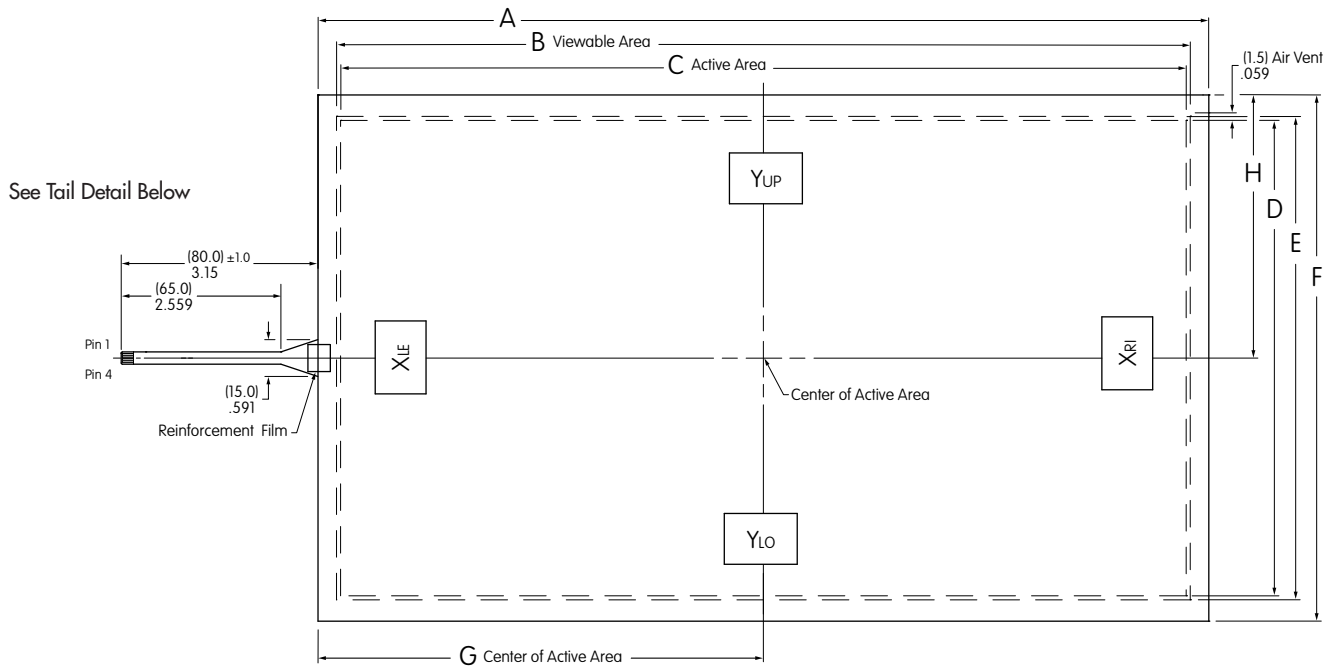 A
B Viewable Area
C Active Area
(1.5) Air Vent
.059
YUP
H
D
E
F
See Tail Detail Below
(80.0) ±1.0
3.15
(65.0)
2.559
Pin 1
Pin 4
XLE
XRI
(15.0)
.591
Center of Active Area
Reinforcement Film
YLO
G Center of Active Area